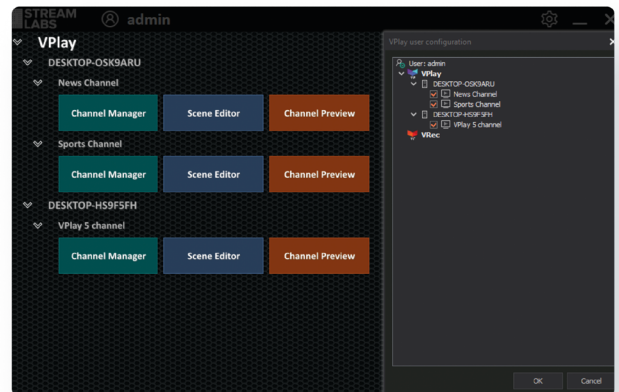 STREAM
LABS
admin
VPlay
DESKTOP-OSK9ARU
News Channel
Channel Manager Scene Editor Channel Preview
Sports Channel
Channel Manager Scene Editor Channel Preview
DESKTOP-HS9F5FH
VPlay 5 channel
Channel Manager Scene Editor Channel Preview
VPlay user configuration
User: admin
VPlay
DESKTOP-OSK9ARU
News Channel
Sports Channel
DESKTOP-HS9F5FH
VPlay 5 channel
VRec
OK Cancel